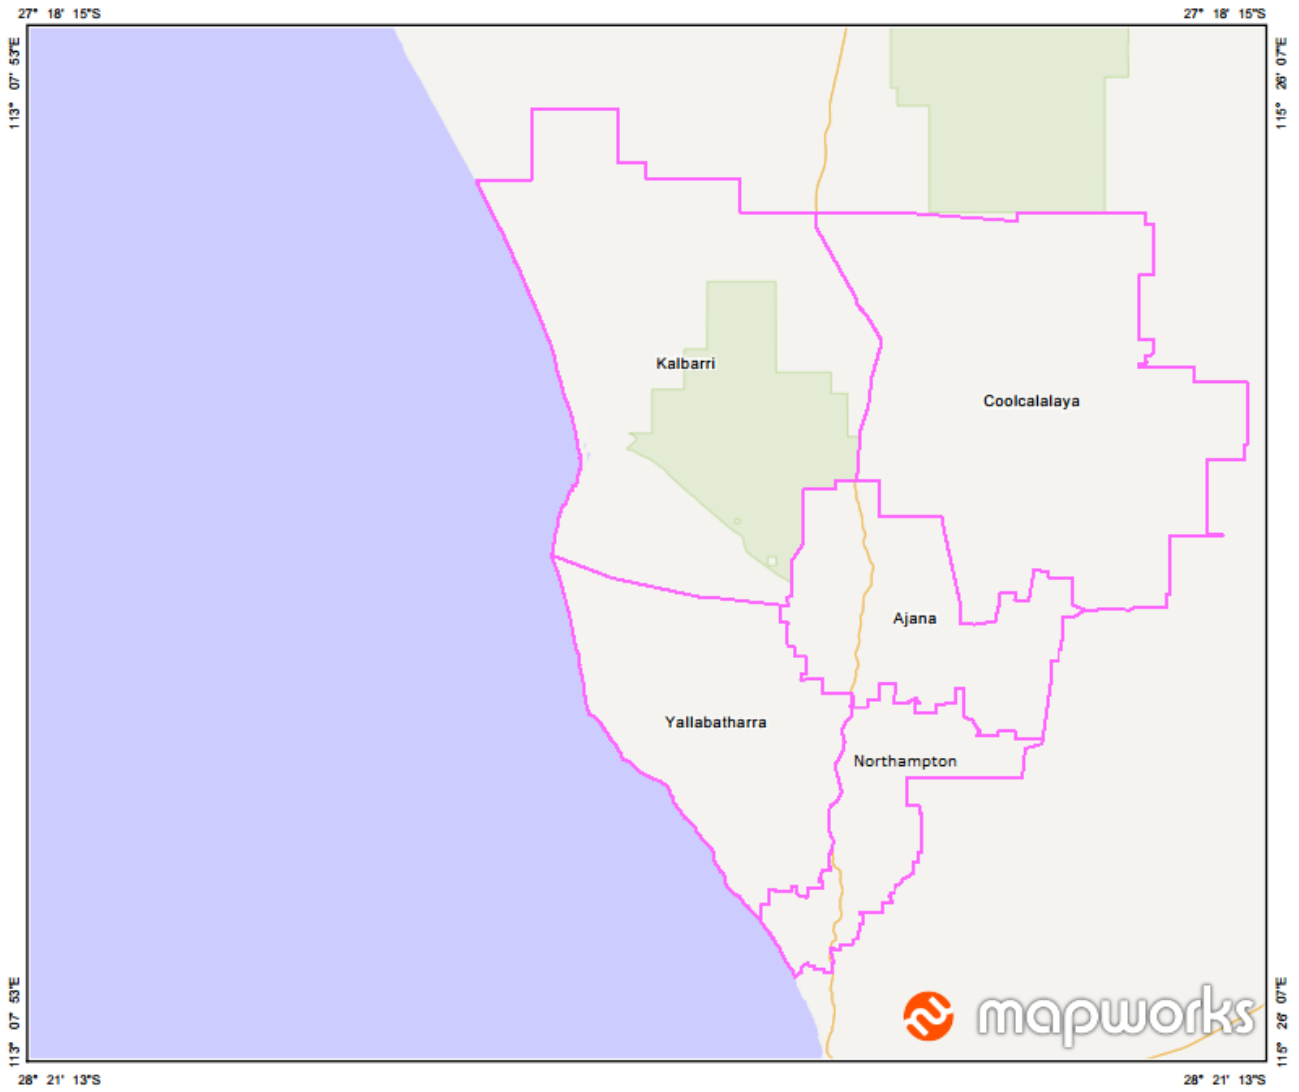 27° 18' 15"S
27° 18' 15"S
113° 07' 53"E
115° 26' 07"E
Kalbarri
Coolcalalaya
Ajana
Yallabatharra
Northampton
113° 07' 53"E
mapworks
115° 26' 07"E
28° 21' 13"S
28° 21' 13"S